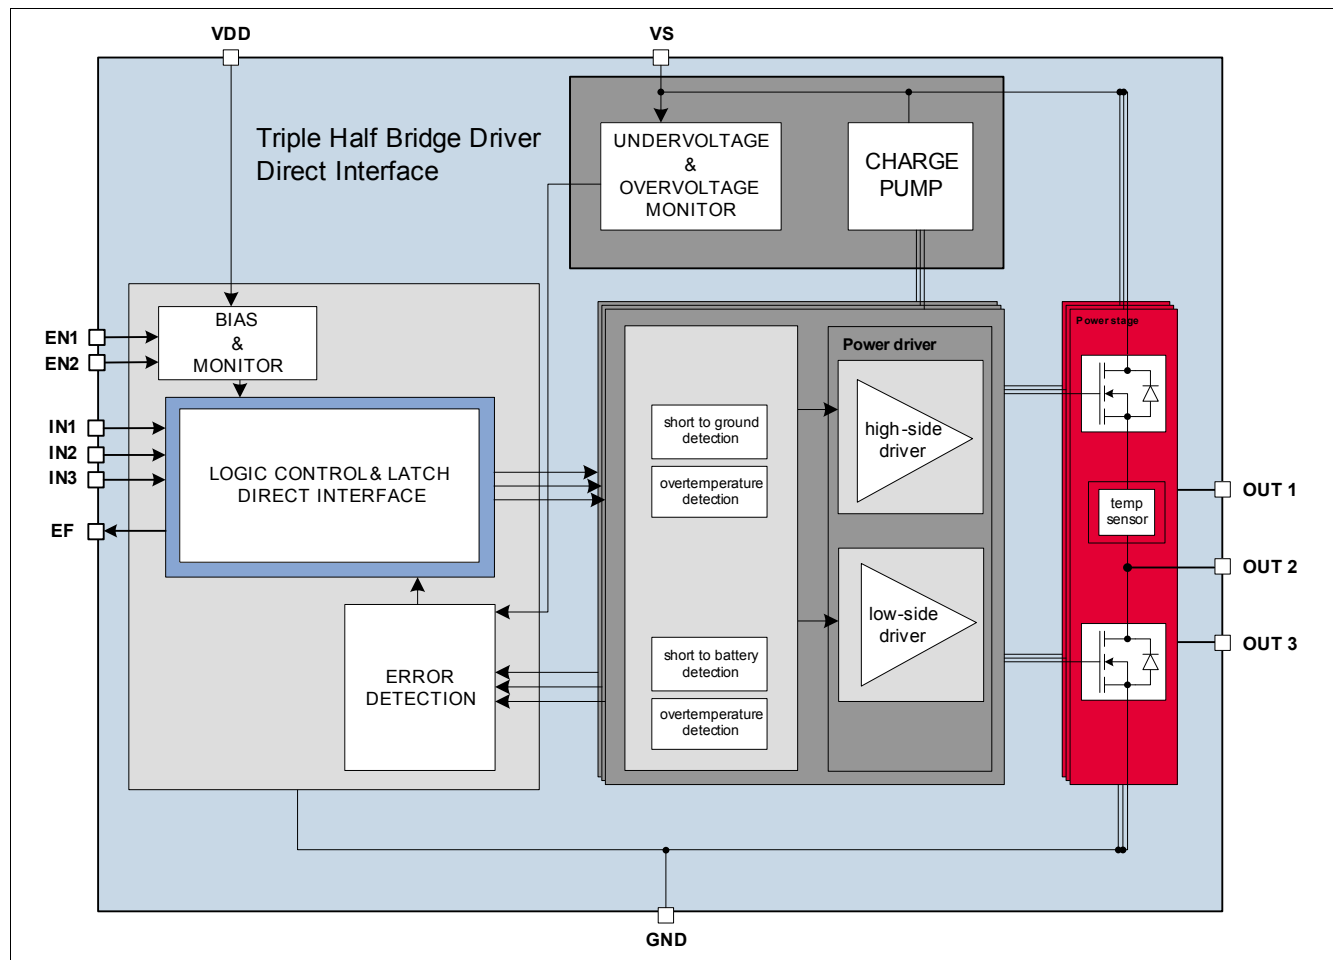 VDD
VS
Triple Half Bridge Driver
Direct Interface
UNDERVOLTAGE
&
OVERVOLTAGE
MONITOR
CHARGE
PUMP
EN1
EN2
BIAS
&
MONITOR
IN1
IN2
IN3
EF
LOGIC CONTROL & LATCH
DIRECT INTERFACE
ERROR
DETECTION
short to ground
detection
overtemperature
detection
short to battery
detection
overtemperature
detection
Power driver
high-side
driver
low-side
driver
Power stage
temp
sensor
OUT 1
OUT 2
OUT 3
GND